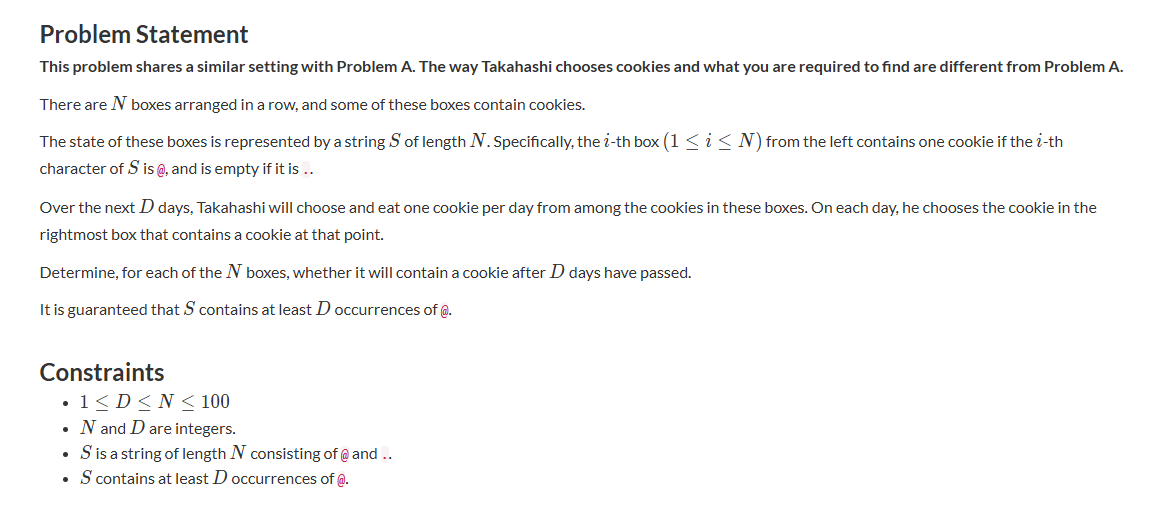 Problem Statement
This problem shares a similar setting with Problem A. The way Takahashi chooses cookies and what you are required to find are different from Problem A.
There are N boxes arranged in a row, and some of these boxes contain cookies.
The state of these boxes is represented by a string S of length N. Specifically, the i-th box (1 ≤ i ≤ N) from the left contains one cookie if the i-th
character of S is @, and is empty if it is ..
Over the next D days, Takahashi will choose and eat one cookie per day from among the cookies in these boxes. On each day, he chooses the cookie in the
rightmost box that contains a cookie at that point.
Determine, for each of the N boxes, whether it will contain a cookie after D days have passed.
It is guaranteed that S contains at least D occurrences of @.
Constraints
• 1 ≤ D ≤ N ≤ 100
• N and D are integers.
• S is a string of length N consisting of @ and ..
• S contains at least D occurrences of @.